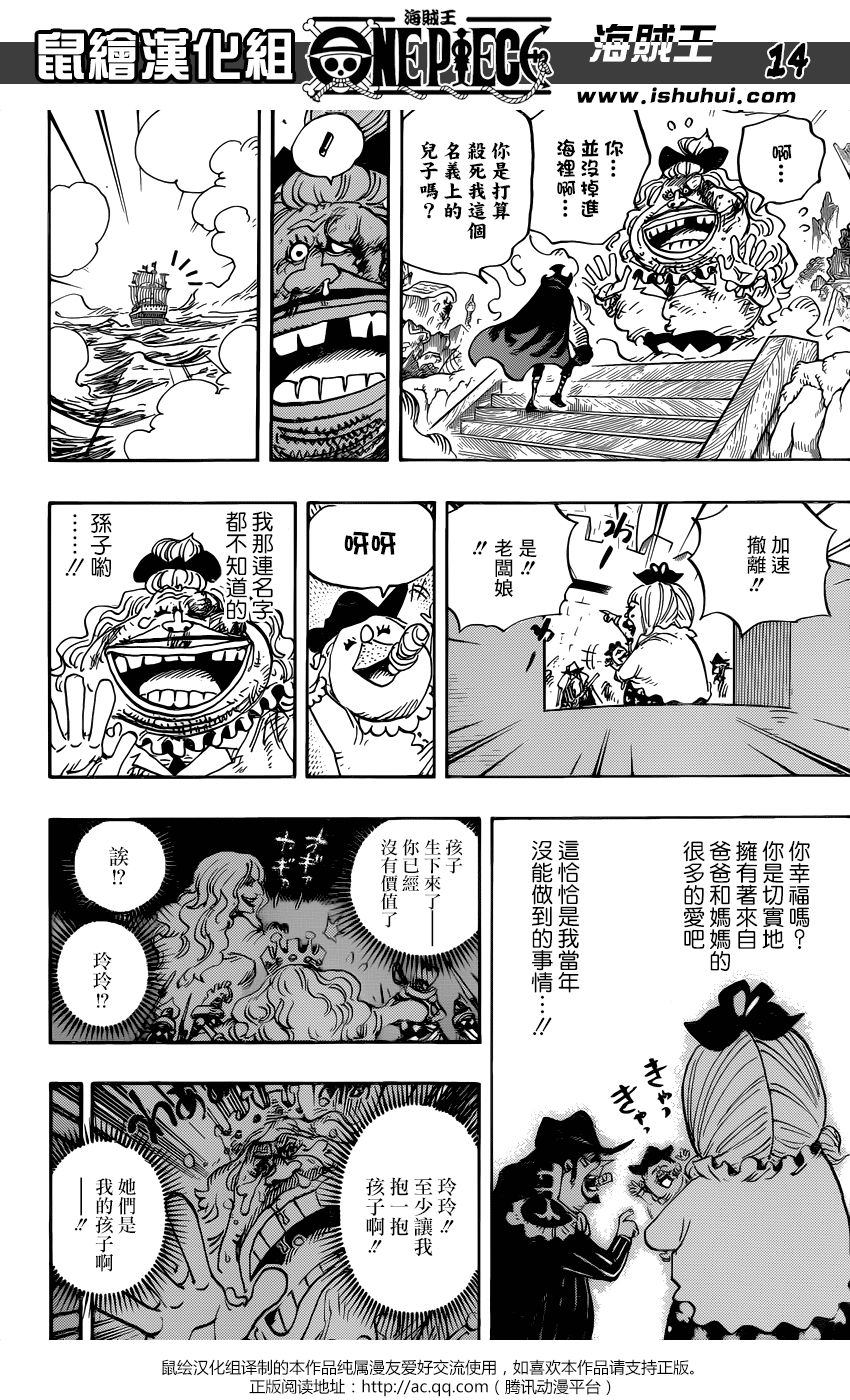 鼠繪漢化組
海賊王
ONE PIECE
海賊王
www.ishuhui.com
14
啊…
你…
並沒掉進
海裡啊…
你是打算
殺死我這個
名義上的
兒子嗎？
！
加速
撤離!!
是!!
老闆娘
!!
呀呀
我那連名字
都不知道的
孫子喲
……!!
你幸福嗎？
你是切實地
擁有著來自
爸爸和媽媽的
很多的愛吧
這恰恰是我當年
沒能做到的事情…!!
きゃっ
きゃっ
孩子
生下來了——
你已經
沒有價值了
誒!?
玲玲!?
玲玲!!
至少讓我
抱一抱
孩子啊!!
她們是
我的孩子啊
——!!
鼠绘汉化组译制的本作品纯属漫友爱好交流使用，如喜欢本作品请支持正版。
正版阅读地址：http://ac.qq.com（腾讯动漫平台）